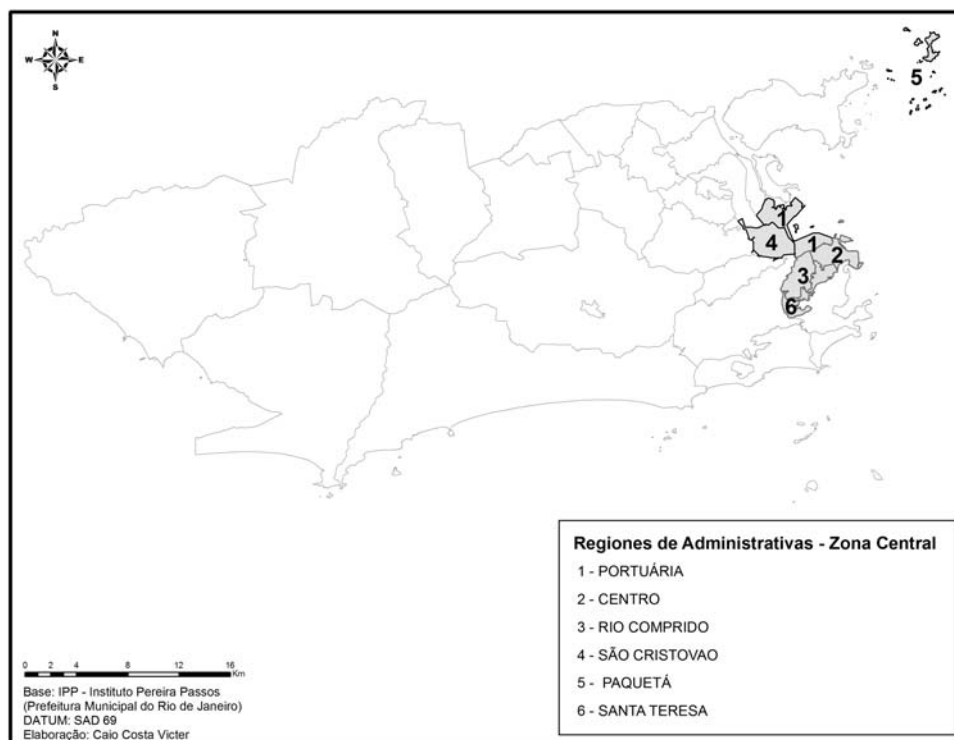 N
W E
S
5
1
4
1
2
3
6
Regiones de Administrativas - Zona Central
1 - PORTUÁRIA
2 - CENTRO
3 - RIO COMPRIDO
4 - SÃO CRISTOVAO
5 - PAQUETÁ
6 - SANTA TERESA
0 2 4 8 12 16
Km
Base: IPP - Instituto Pereira Passos
(Prefeitura Municipal do Rio de Janeiro)
DATUM: SAD 69
Elaboração: Caio Costa Victer